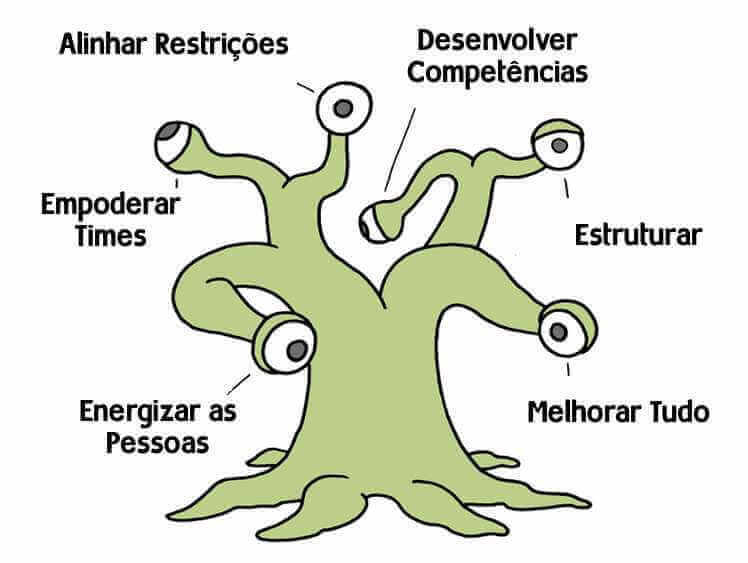 Alinhar Restrições
Desenvolver
Competências
Empoderar
Times
Estruturar
Energizar as
Pessoas
Melhorar Tudo